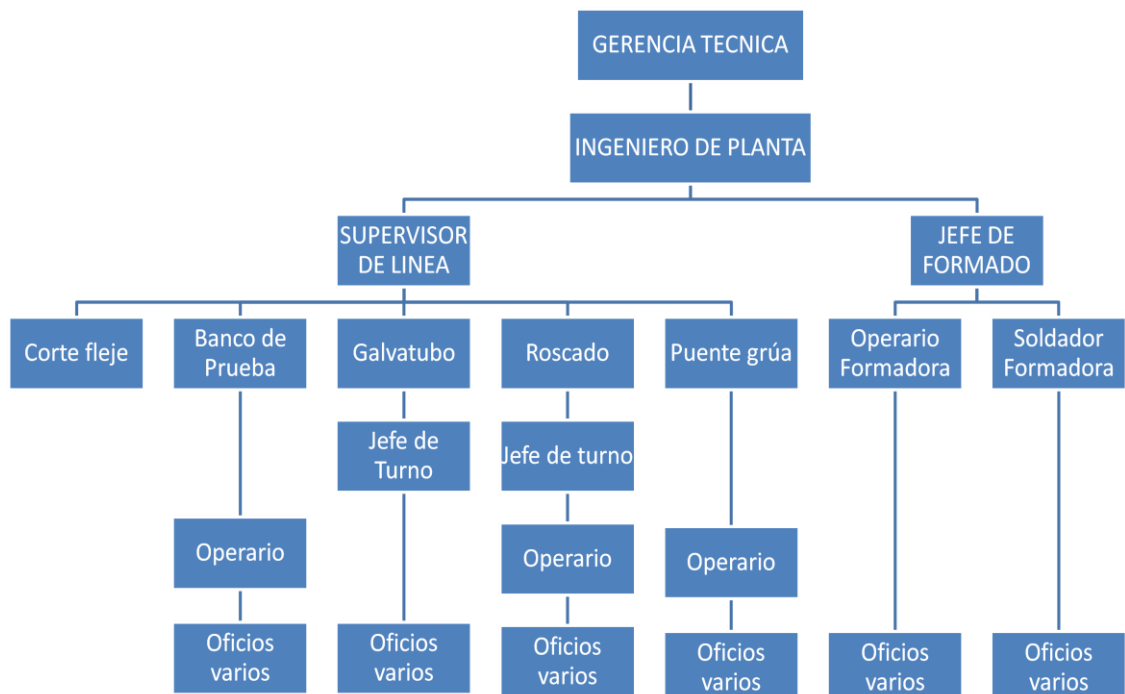 GERENCIA TECNICA
INGENIERO DE PLANTA
SUPERVISOR
DE LINEA
JEFE DE
FORMADO
Corte fleje
Banco de
Prueba
Galvatubo
Roscado
Puente grúa
Operario
Formadora
Soldador
Formadora
Jefe de
Turno
Jefe de turno
Operario
Operario
Operario
Oficios
varios
Oficios
varios
Oficios
varios
Oficios
varios
Oficios
varios
Oficios
varios